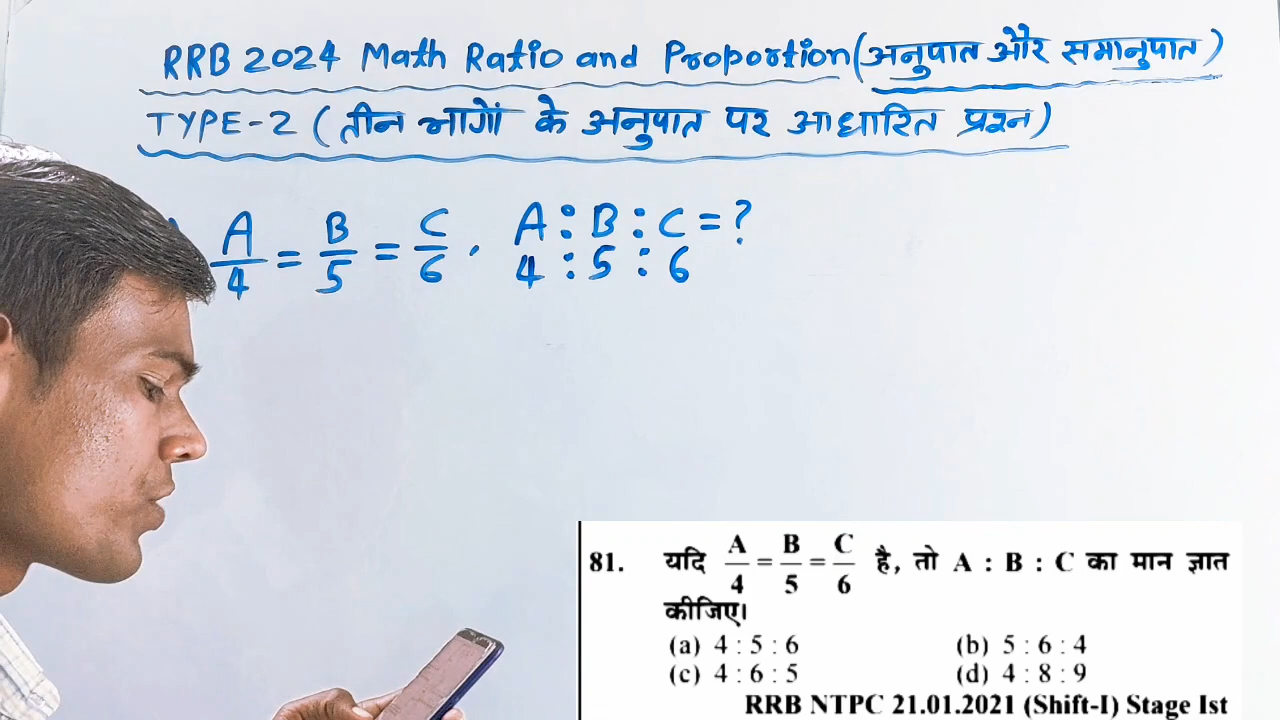 RRB 2024 Math Ratio and Proportion (अनुपात और समानुपात)
TYPE-2 (तीन भागों के अनुपात पर आधारित प्रश्न)
A/4 = B/5 = C/6 , A : B : C = ?
4 : 5 : 6
81. यदि A/4 = B/5 = C/6 है, तो A : B : C का मान ज्ञात
कीजिए।
(a) 4 : 5 : 6 (b) 5 : 6 : 4
(c) 4 : 6 : 5 (d) 4 : 8 : 9
RRB NTPC 21.01.2021 (Shift-I) Stage Ist